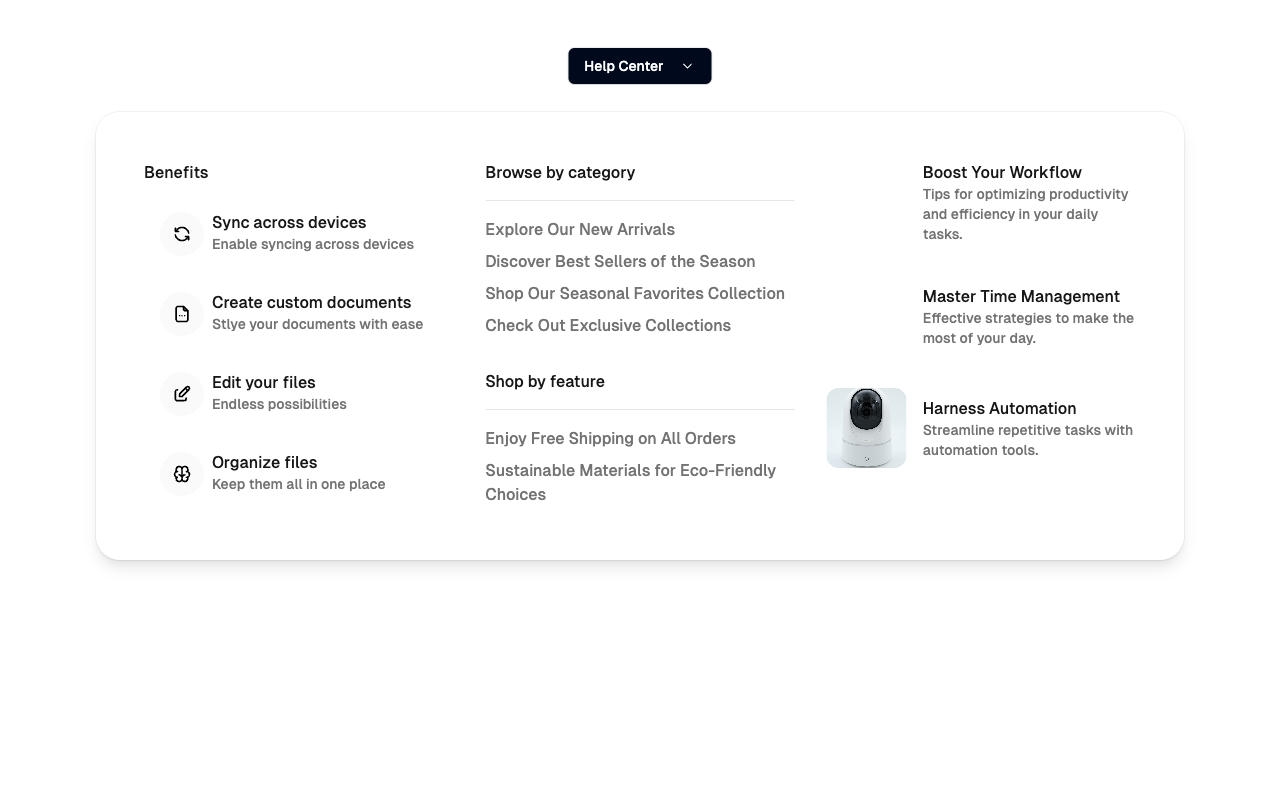 Help Center
Benefits
Sync across devices
Enable syncing across devices
Create custom documents
Stlye your documents with ease
Edit your files
Endless possibilities
Organize files
Keep them all in one place
Browse by category
Explore Our New Arrivals
Discover Best Sellers of the Season
Shop Our Seasonal Favorites Collection
Check Out Exclusive Collections
Shop by feature
Enjoy Free Shipping on All Orders
Sustainable Materials for Eco-Friendly
Choices
Boost Your Workflow
Tips for optimizing productivity
and efficiency in your daily
tasks.
Master Time Management
Effective strategies to make the
most of your day.
Harness Automation
Streamline repetitive tasks with
automation tools.